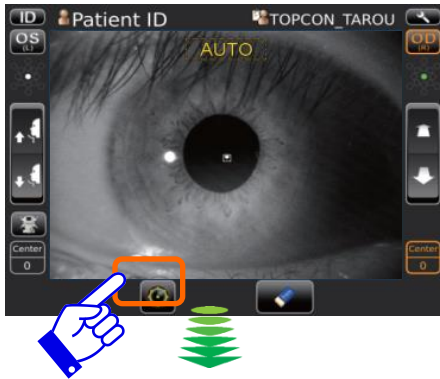 ID Patient ID TOPCON_TAROU
OS OD
(L) (R)
AUTO
Center Center
0 0